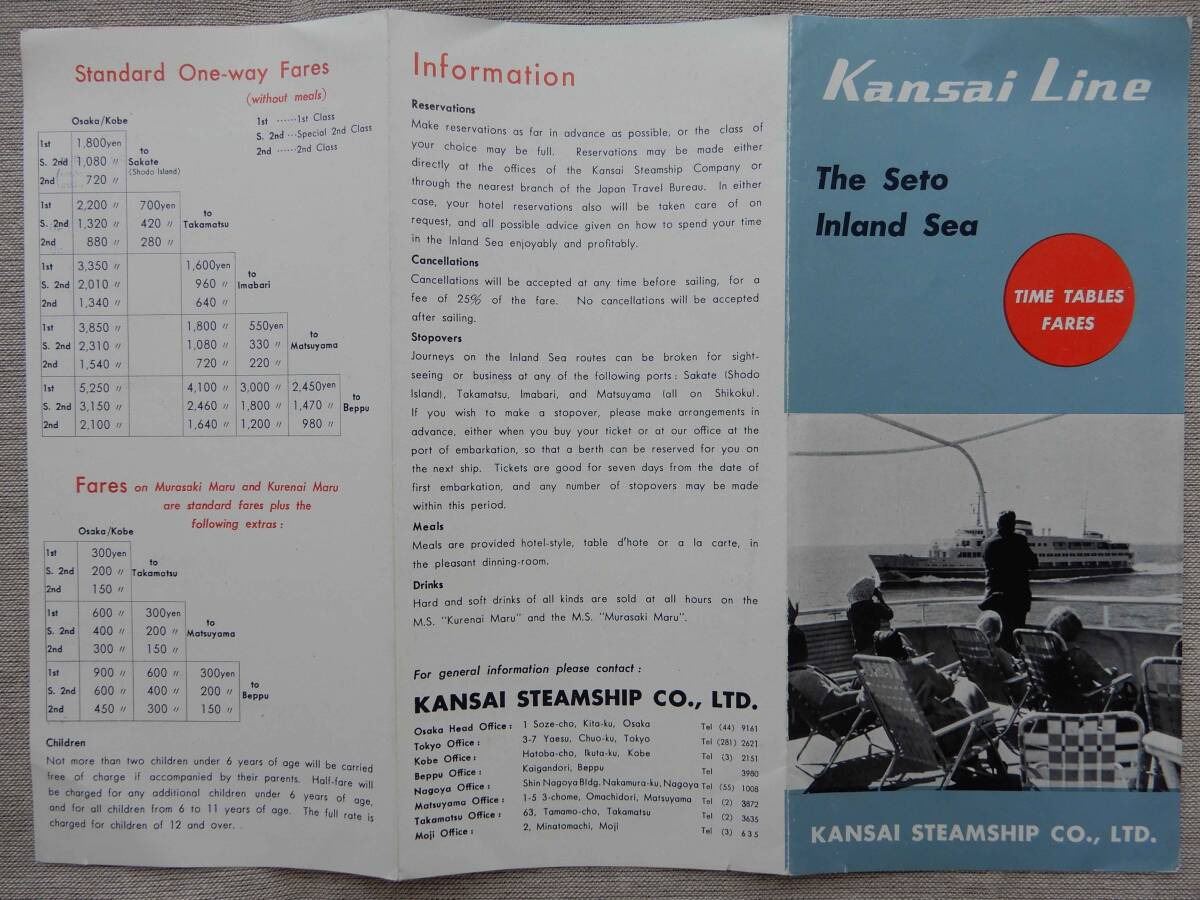 Standard One-way Fares
(without meals)
Osaka/Kobe
1st ······1st Class
S. 2nd ···Special 2nd Class
2nd ······2nd Class
1st 1,800yen
S. 2nd 1,080 〃 to Sakate (Shodo Island)
2nd 720 〃
1st 2,200 〃 700yen
S. 2nd 1,320 〃 420 〃 to Takamatsu
2nd 880 〃 280 〃
1st 3,350 〃 1,600yen
S. 2nd 2,010 〃 960 〃 to Imabari
2nd 1,340 〃 640 〃
1st 3,850 〃 1,800 〃 550yen
S. 2nd 2,310 〃 1,080 〃 330 〃 to Matsuyama
2nd 1,540 〃 720 〃 220 〃
1st 5,250 〃 4,100 〃 3,000 〃 2,450yen
S. 2nd 3,150 〃 2,460 〃 1,800 〃 1,470 〃 to Beppu
2nd 2,100 〃 1,640 〃 1,200 〃 980 〃
Fares on Murasaki Maru and Kurenai Maru
are standard fares plus the
following extras :
Osaka/Kobe
1st 300yen
S. 2nd 200 〃 to Takamatsu
2nd 150 〃
1st 600 〃 300yen
S. 2nd 400 〃 200 〃 to Matsuyama
2nd 300 〃 150 〃
1st 900 〃 600 〃 300yen
S. 2nd 600 〃 400 〃 200 〃 to Beppu
2nd 450 〃 300 〃 150 〃
Children
Not more than two children under 6 years of age will be carried
free of charge if accompanied by their parents. Half-fare will
be charged for any additional children under 6 years of age,
and for all children from 6 to 11 years of age. The full rate is
charged for children of 12 and over..
Information
Reservations
Make reservations as far in advance as possible, or the class of
your choice may be full. Reservations may be made either
directly at the offices of the Kansai Steamship Company or
through the nearest branch of the Japan Travel Bureau. In either
case, your hotel reservations also will be taken care of on
request, and all possible advice given on how to spend your time
in the Inland Sea enjoyably and profitably.
Cancellations
Cancellations will be accepted at any time before sailing, for a
fee of 25% of the fare. No cancellations will be accepted
after sailing.
Stopovers
Journeys on the Inland Sea routes can be broken for sight-
seeing or business at any of the following ports : Sakate (Shodo
Island), Takamatsu, Imabari, and Matsuyama (all on Shikoku).
If you wish to make a stopover, please make arrangements in
advance, either when you buy your ticket or at our office at the
port of embarkation, so that a berth can be reserved for you on
the next ship. Tickets are good for seven days from the date of
first embarkation, and any number of stopovers may be made
within this period.
Meals
Meals are provided hotel-style, table d'hote or a la carte, in
the pleasant dinning-room.
Drinks
Hard and soft drinks of all kinds are sold at all hours on the
M.S. "Kurenai Maru" and the M.S. "Murasaki Maru".
For general information please contact :
KANSAI STEAMSHIP CO., LTD.
Osaka Head Office : 1 Soze-cho, Kita-ku, Osaka Tel (44) 9161
Tokyo Office : 3-7 Yaesu, Chuo-ku, Tokyo Tel (281) 2621
Kobe Office : Hatoba-cho, Ikuta-ku, Kobe Tel (3) 2151
Beppu Office : Kaigandori, Beppu Tel 3980
Nagoya Office : Shin Nagoya Bldg. Nakamura-ku, Nagoya Tel (55) 1008
Matsuyama Office : 1-5 3-chome, Omachidori, Matsuyama Tel (2) 3872
Takamatsu Office : 63, Tamamo-cho, Takamatsu Tel (2) 3635
Moji Office : 2, Minatomachi, Moji Tel (3) 635
Kansai Line
The Seto
Inland Sea
TIME TABLES
FARES
KANSAI STEAMSHIP CO., LTD.